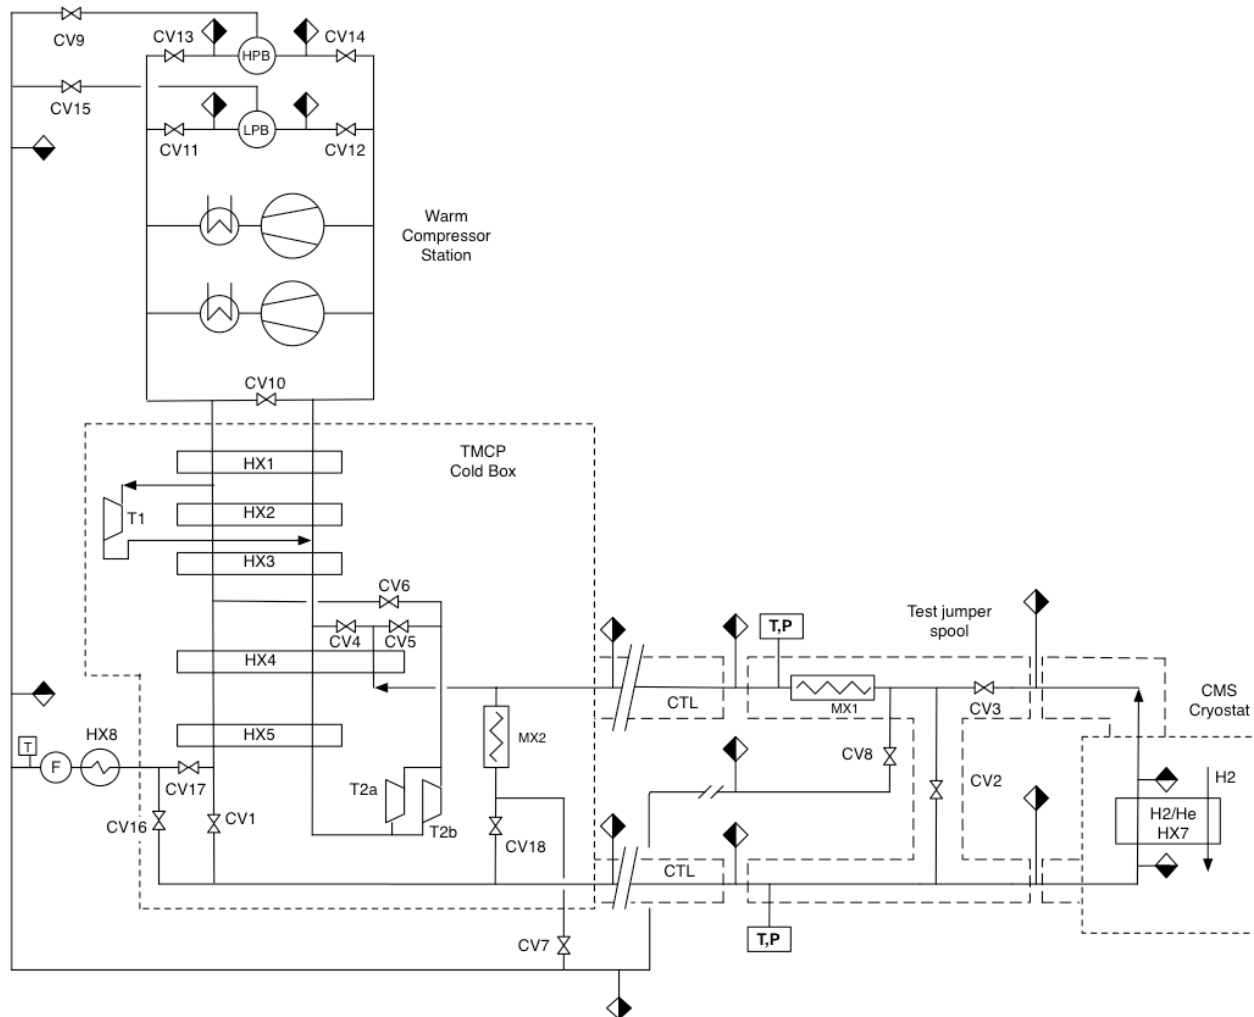 CV9
CV13
HPB
CV14
CV15
CV11
LPB
CV12
Warm
Compressor
Station
CV10
TMCP
Cold Box
HX1
T1
HX2
HX3
CV6
CV4
CV5
HX4
Test jumper
spool
T,P
CTL
MX1
CV3
CMS
Cryostat
HX8
T
F
HX5
MX2
CV8
CV2
H2
CV17
T2a
T2b
H2/He
HX7
CV16
CV1
CV18
CTL
CV7
T,P